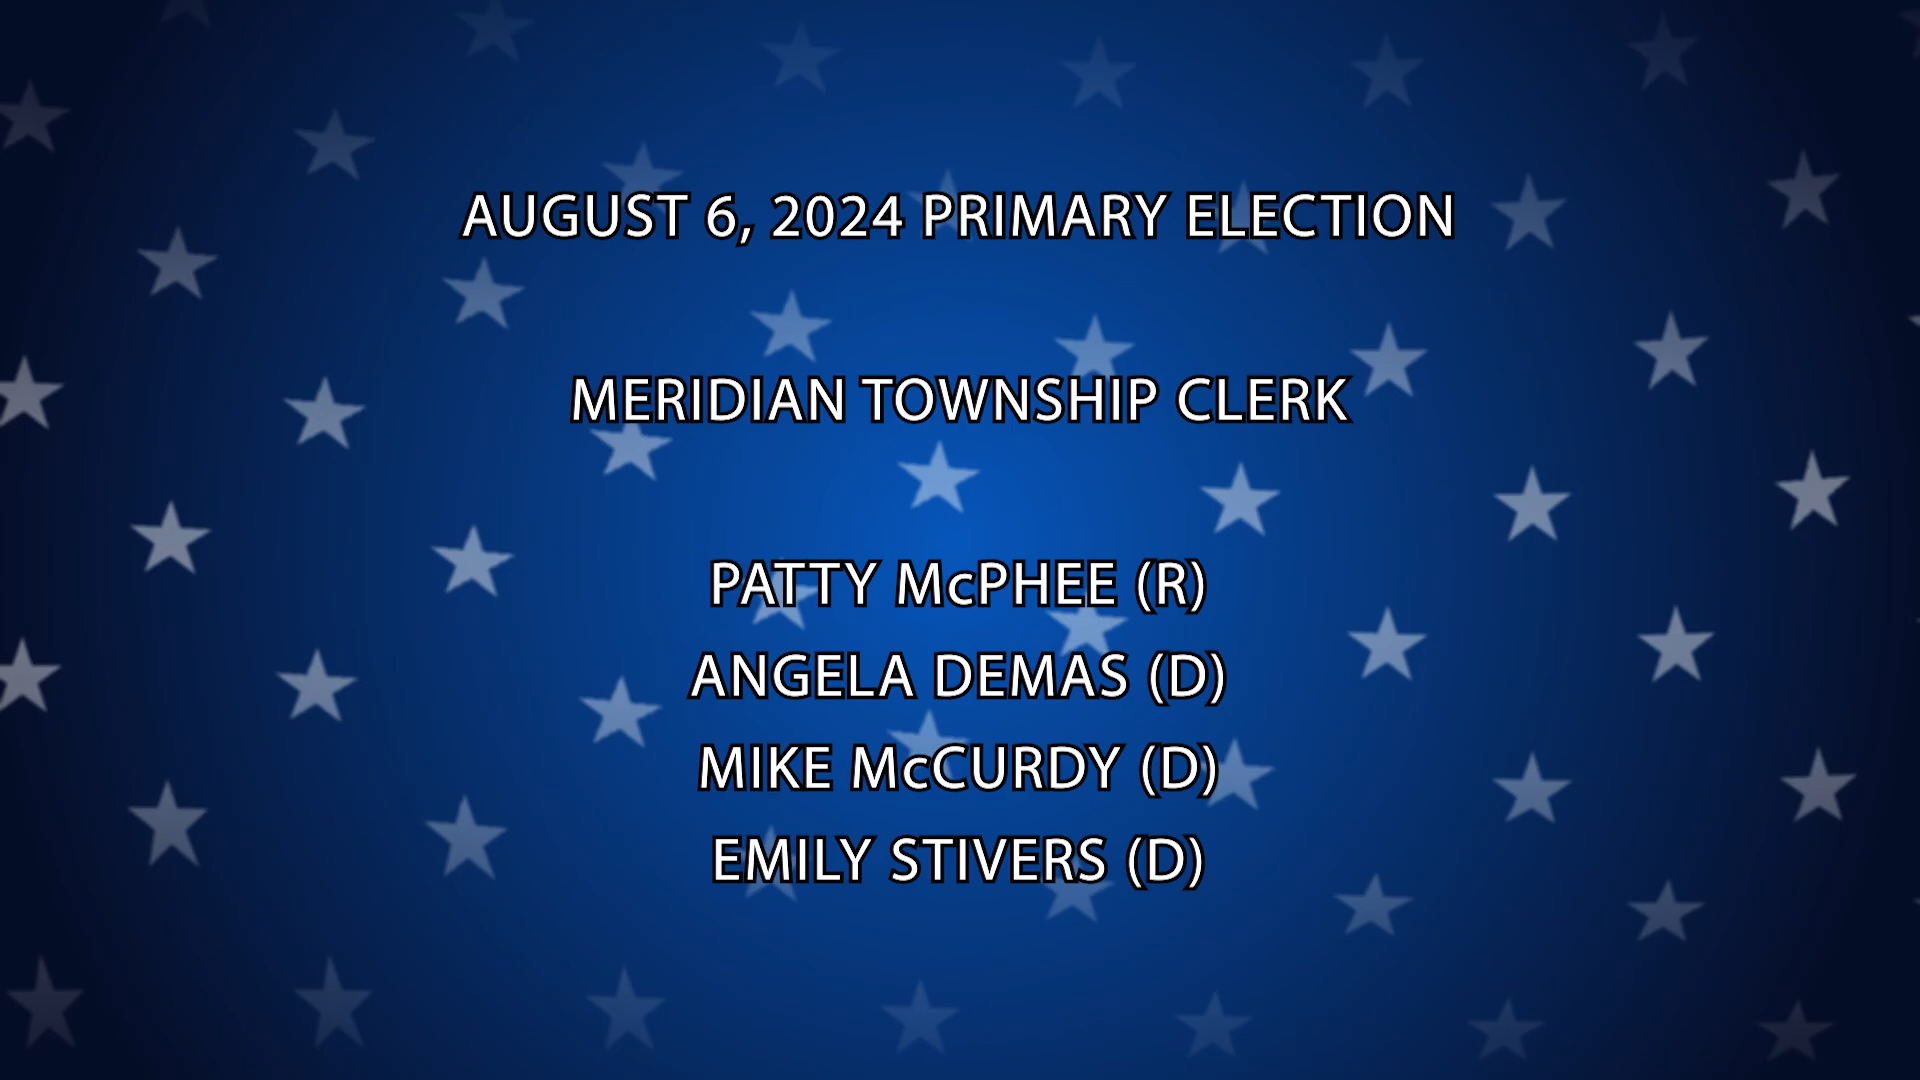 AUGUST 6, 2024 PRIMARY ELECTION
MERIDIAN TOWNSHIP CLERK
PATTY McPHEE (R)
ANGELA DEMAS (D)
MIKE McCURDY (D)
EMILY STIVERS (D)